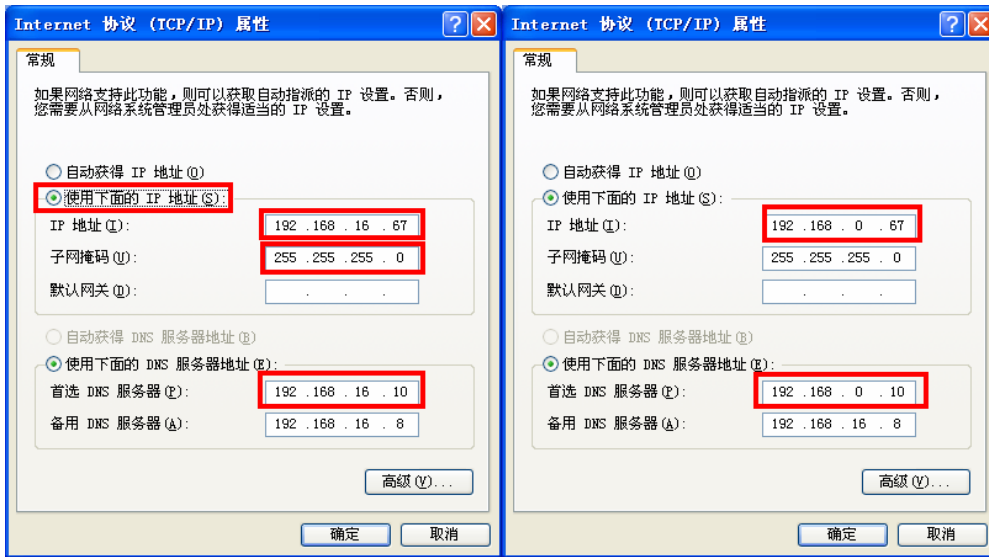 Internet 协议 (TCP/IP) 属性
常规
如果网络支持此功能，则可以获取自动指派的 IP 设置。否则，
您需要从网络系统管理员处获得适当的 IP 设置。
自动获得 IP 地址(O)
使用下面的 IP 地址(S):
IP 地址(I): 192 .168 .16 .67
子网掩码(U): 255 .255 .255 .0
默认网关(D): . . .
自动获得 DNS 服务器地址(B)
使用下面的 DNS 服务器地址(E):
首选 DNS 服务器(P): 192 .168 .16 .10
备用 DNS 服务器(A): 192 .168 .16 .8
高级(V)...
确定 取消
Internet 协议 (TCP/IP) 属性
常规
如果网络支持此功能，则可以获取自动指派的 IP 设置。否则，
您需要从网络系统管理员处获得适当的 IP 设置。
自动获得 IP 地址(O)
使用下面的 IP 地址(S):
IP 地址(I): 192 .168 .0 .67
子网掩码(U): 255 .255 .255 .0
默认网关(D): . . .
自动获得 DNS 服务器地址(B)
使用下面的 DNS 服务器地址(E):
首选 DNS 服务器(P): 192 .168 .0 .10
备用 DNS 服务器(A): 192 .168 .16 .8
高级(V)...
确定 取消